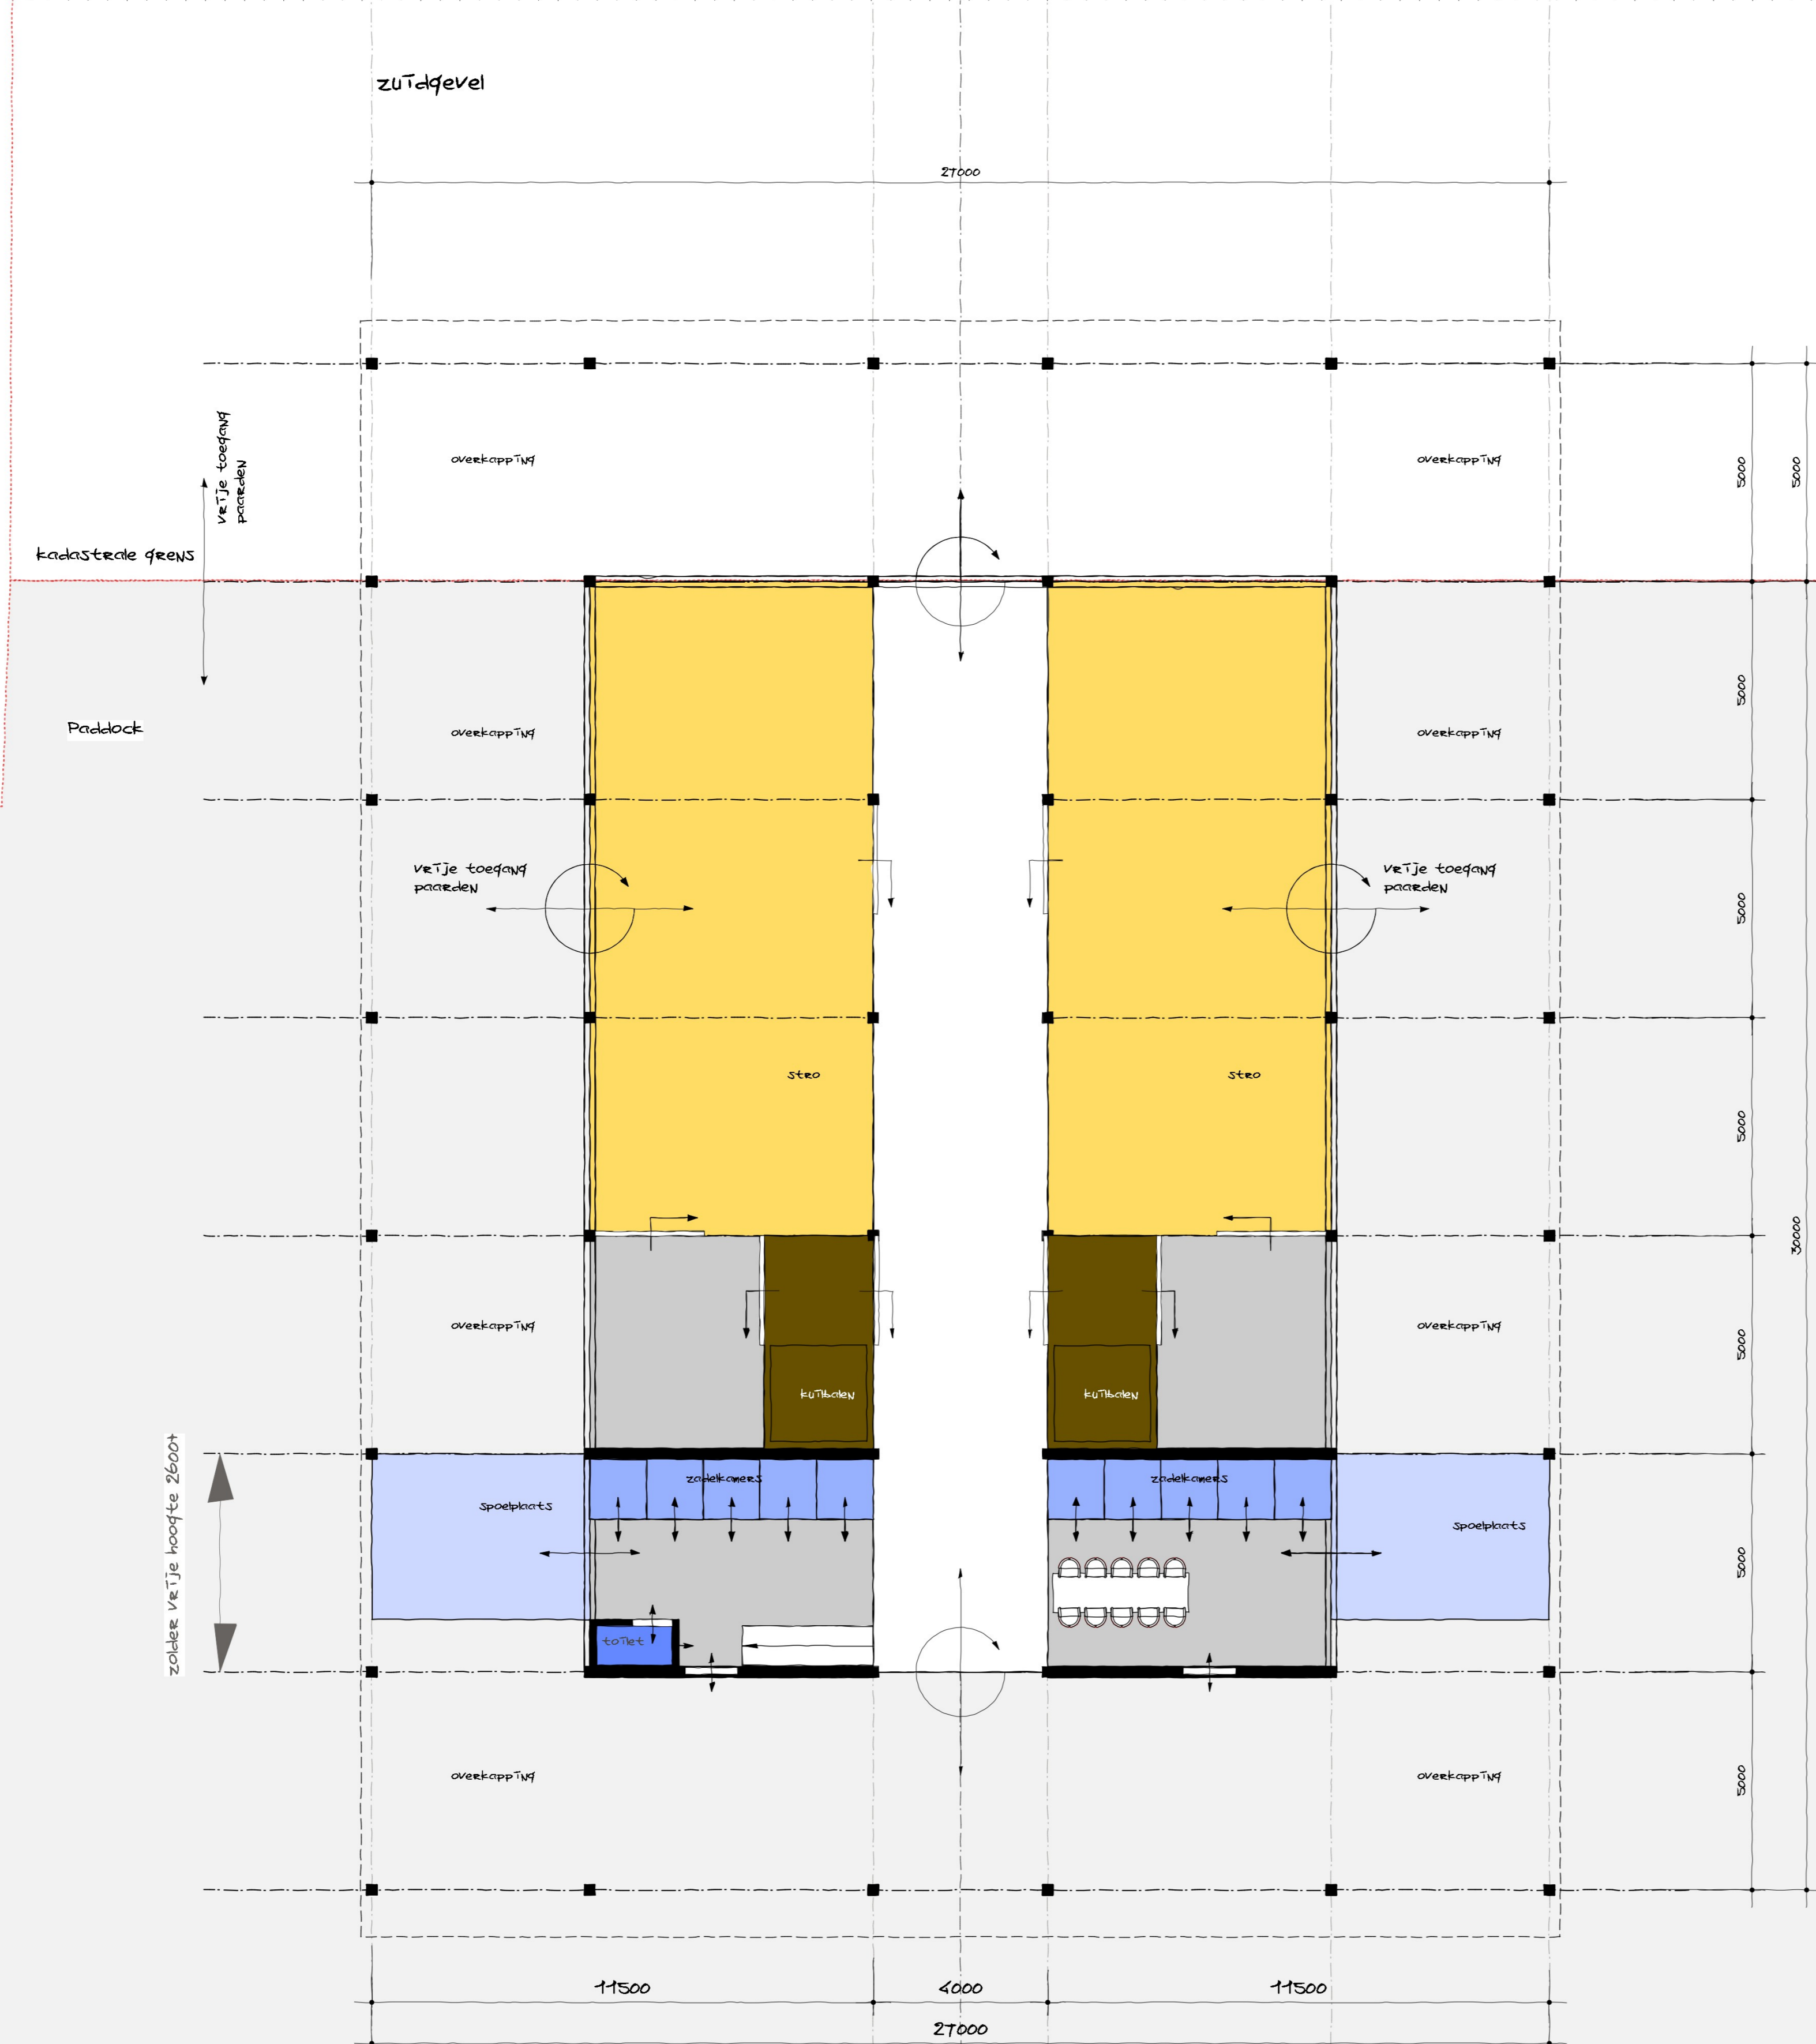 zuidgevel
27000
vrije toegang
paarden
overkapping
overkapping
5000
5000
kadastrale grens
5000
Paddock
overkapping
overkapping
vrije toegang
paarden
vrije toegang
paarden
5000
stro
stro
5000
30000
overkapping
overkapping
5000
kuilbalen
kuilbalen
zolder vrije hoogte 2600+
zadelkamers
zadelkamers
spoelplaats
spoelplaats
5000
toilet
overkapping
overkapping
5000
11500
4000
11500
27000